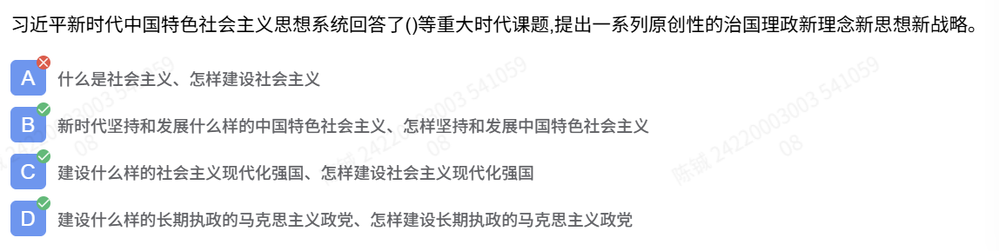 习近平新时代中国特色社会主义思想系统回答了()等重大时代课题,提出一系列原创性的治国理政新理念新思想新战略。
A 什么是社会主义、怎样建设社会主义
B 新时代坚持和发展什么样的中国特色社会主义、怎样坚持和发展中国特色社会主义
C 建设什么样的社会主义现代化强国、怎样建设社会主义现代化强国
D 建设什么样的长期执政的马克思主义政党、怎样建设长期执政的马克思主义政党
陈铖 24220003003 541059
08